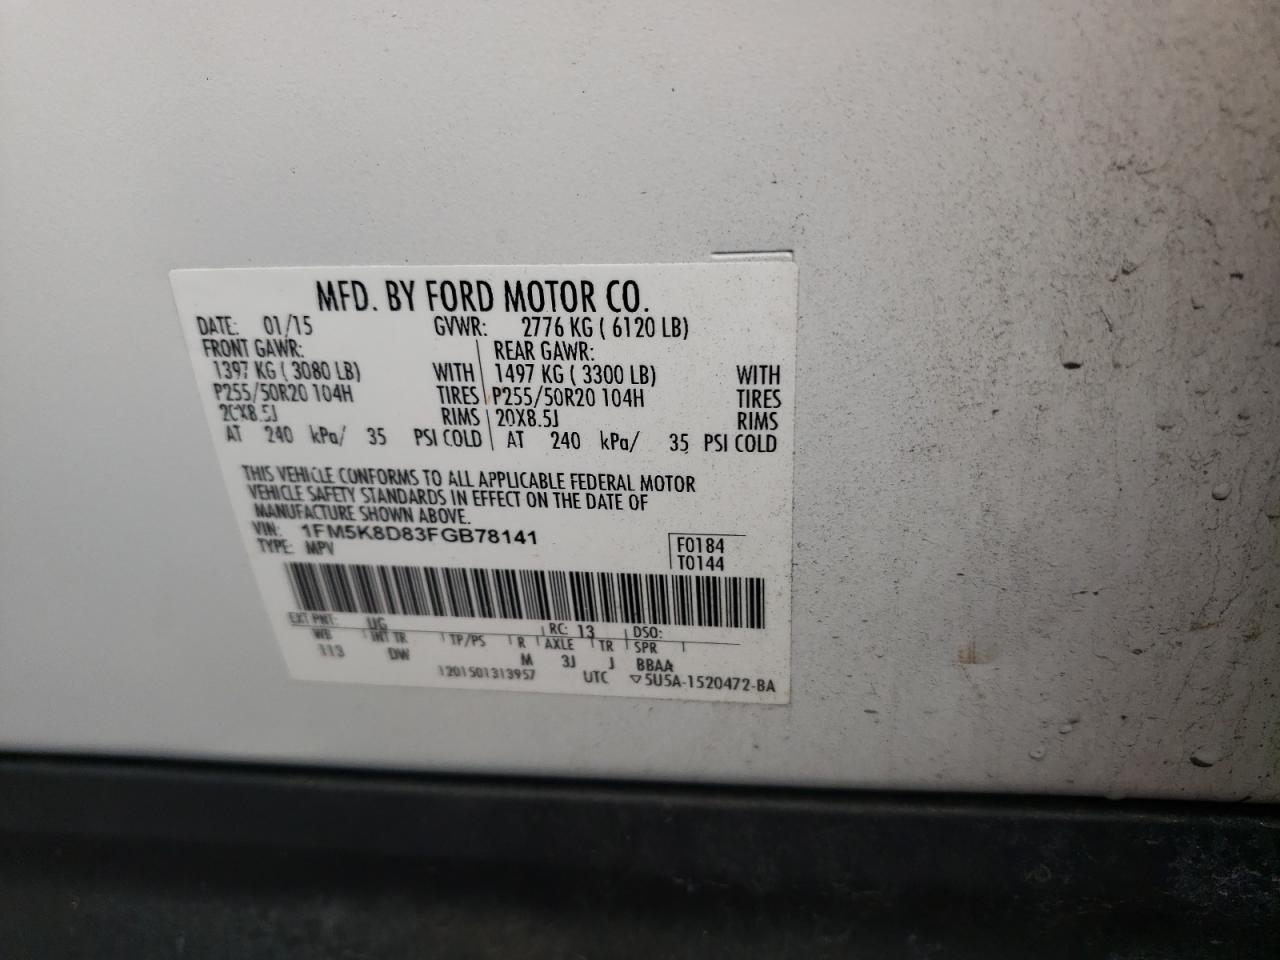 MFD. BY FORD MOTOR CO.
DATE: 01/15 GVWR: 2776 KG ( 6120 LB)
FRONT GAWR: REAR GAWR:
1397 KG ( 3080 LB) WITH 1497 KG ( 3300 LB) WITH
P255/50R20 104H TIRES P255/50R20 104H TIRES
20X8.5J RIMS 20X8.5J RIMS
AT 240 kPa/ 35 PSI COLD AT 240 kPa/ 35 PSI COLD
THIS VEHICLE CONFORMS TO ALL APPLICABLE FEDERAL MOTOR
VEHICLE SAFETY STANDARDS IN EFFECT ON THE DATE OF
MANUFACTURE SHOWN ABOVE.
VIN: 1FM5K8D83FGB78141
TYPE: MPV F0184
T0144
EXT PNT: UG RC: 13 DSO:
WB INT TR TP/PS R AXLE TR SPR
113 DW M 3J J BBAA
1201501313957 UTC ▽5U5A-1520472-BA